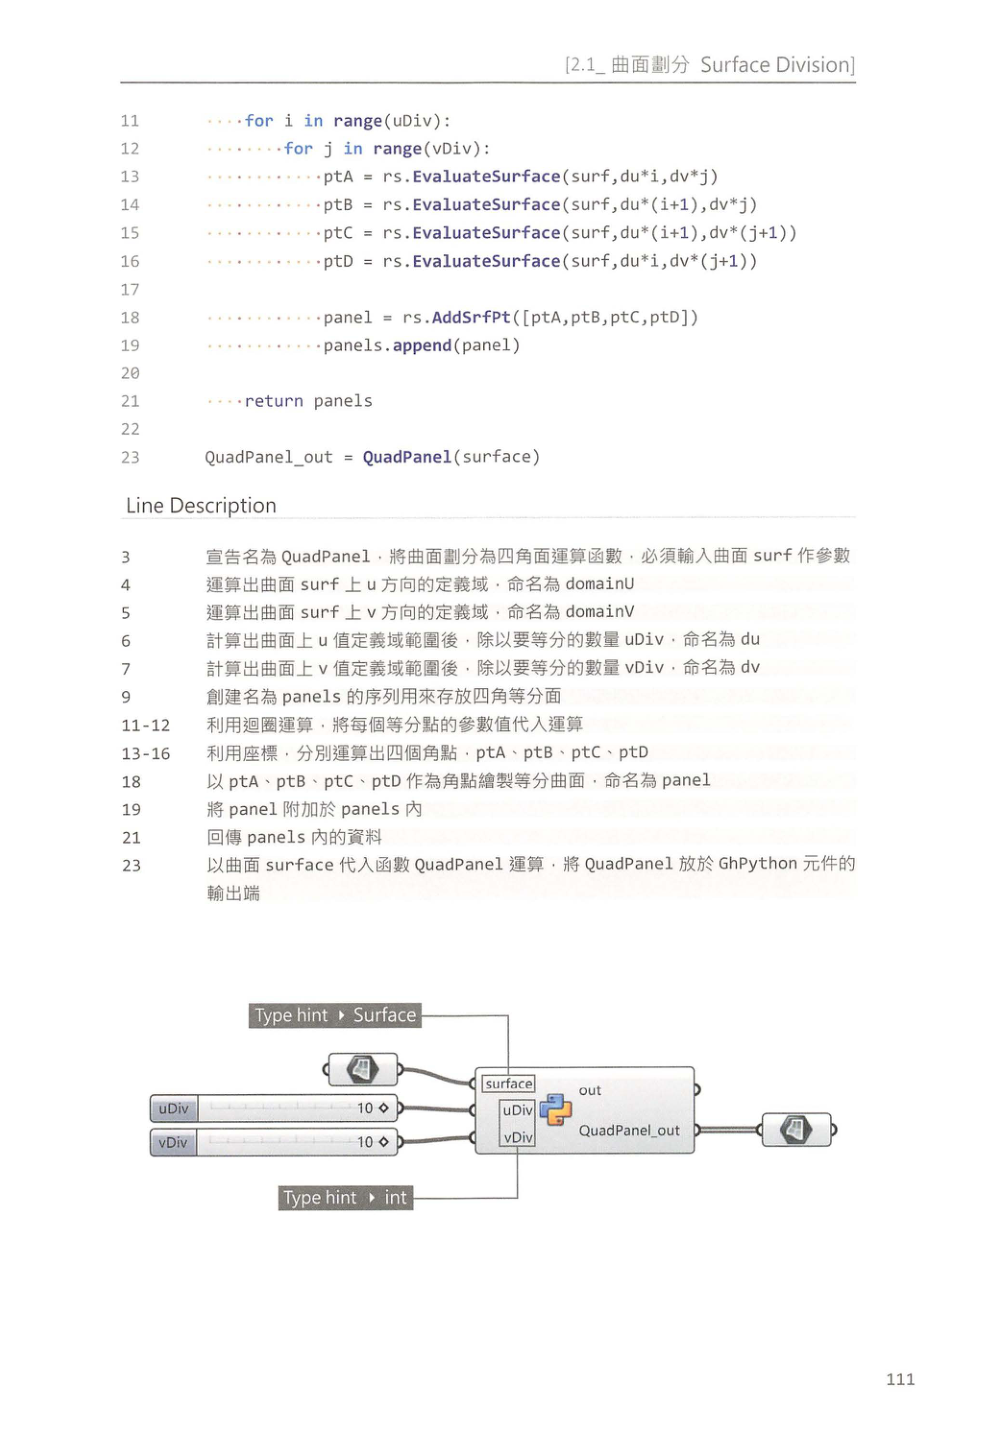 [2.1_ 曲面劃分 Surface Division]
11 ····for i in range(uDiv):
12 ········for j in range(vDiv):
13 ············ptA = rs.EvaluateSurface(surf,du*i,dv*j)
14 ············ptB = rs.EvaluateSurface(surf,du*(i+1),dv*j)
15 ············ptC = rs.EvaluateSurface(surf,du*(i+1),dv*(j+1))
16 ············ptD = rs.EvaluateSurface(surf,du*i,dv*(j+1))
17
18 ············panel = rs.AddSrfPt([ptA,ptB,ptC,ptD])
19 ············panels.append(panel)
20
21 ····return panels
22
23 QuadPanel_out = QuadPanel(surface)
Line Description
3 宣告名為 QuadPanel，將曲面劃分為四角面運算函數，必須輸入曲面 surf 作參數
4 運算出曲面 surf 上 u 方向的定義域，命名為 domainU
5 運算出曲面 surf 上 v 方向的定義域，命名為 domainV
6 計算出曲面上 u 值定義域範圍後，除以要等分的數量 uDiv，命名為 du
7 計算出曲面上 v 值定義域範圍後，除以要等分的數量 vDiv，命名為 dv
9 創建名為 panels 的序列用來存放四角等分面
11-12 利用迴圈運算，將每個等分點的參數值代入運算
13-16 利用座標，分別運算出四個角點，ptA、ptB、ptC、ptD
18 以 ptA、ptB、ptC、ptD 作為角點繪製等分曲面，命名為 panel
19 將 panel 附加於 panels 內
21 回傳 panels 內的資料
23 以曲面 surface 代入函數 QuadPanel 運算，將 QuadPanel 放於 GhPython 元件的
輸出端
Type hint ▸ Surface
surface
out
uDiv 10
uDiv
QuadPanel_out
vDiv 10
vDiv
Type hint ▸ int
111